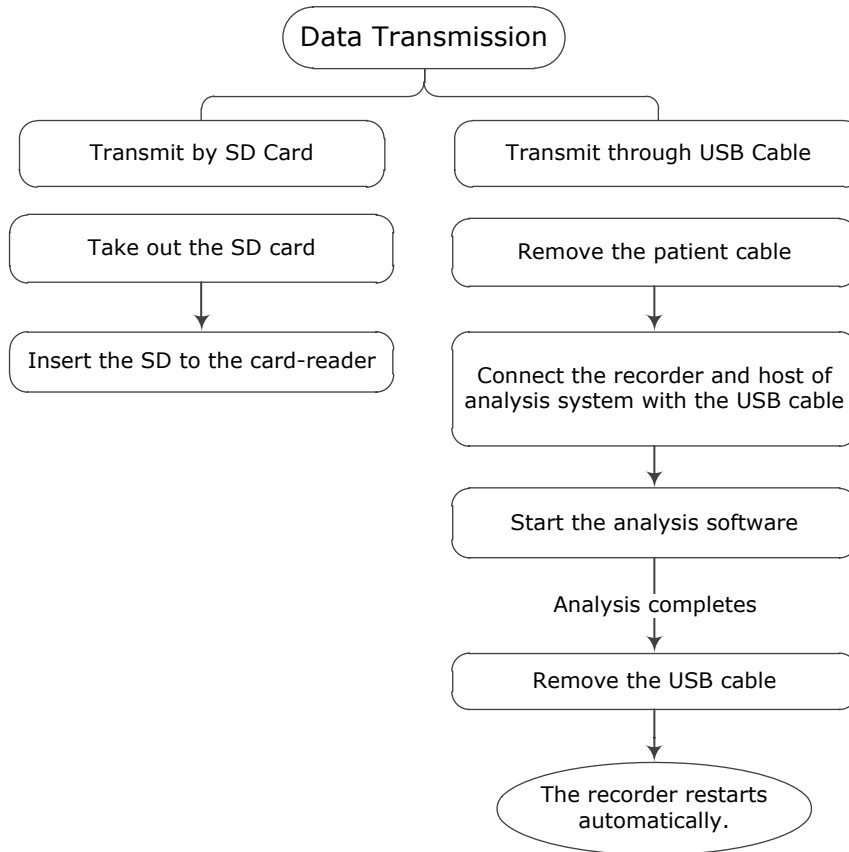 Data Transmission
Transmit by SD Card
Take out the SD card
Insert the SD to the card-reader
Transmit through USB Cable
Remove the patient cable
Connect the recorder and host of
analysis system with the USB cable
Start the analysis software
Analysis completes
Remove the USB cable
The recorder restarts
automatically.